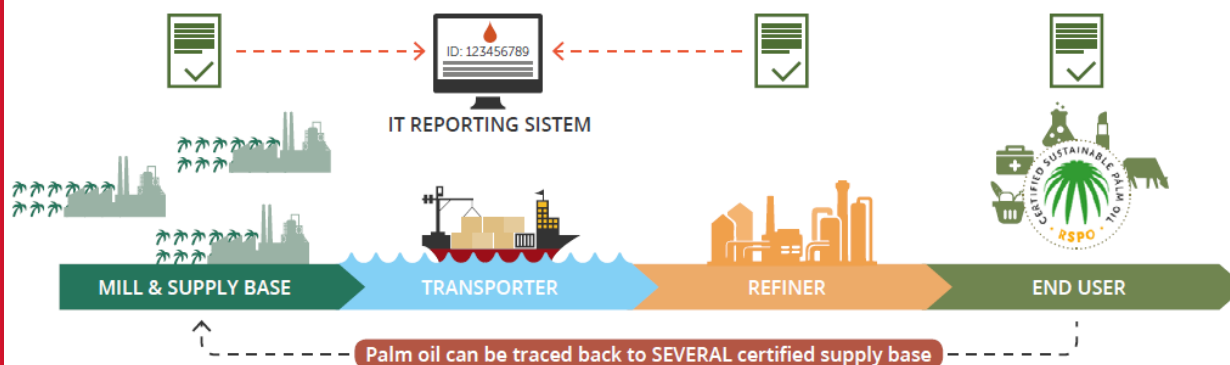 ID: 123456789
IT REPORTING SISTEM
CERTIFIED SUSTAINABLE PALM OIL
· RSPO ·
MILL & SUPPLY BASE
TRANSPORTER
REFINER
END USER
Palm oil can be traced back to SEVERAL certified supply base